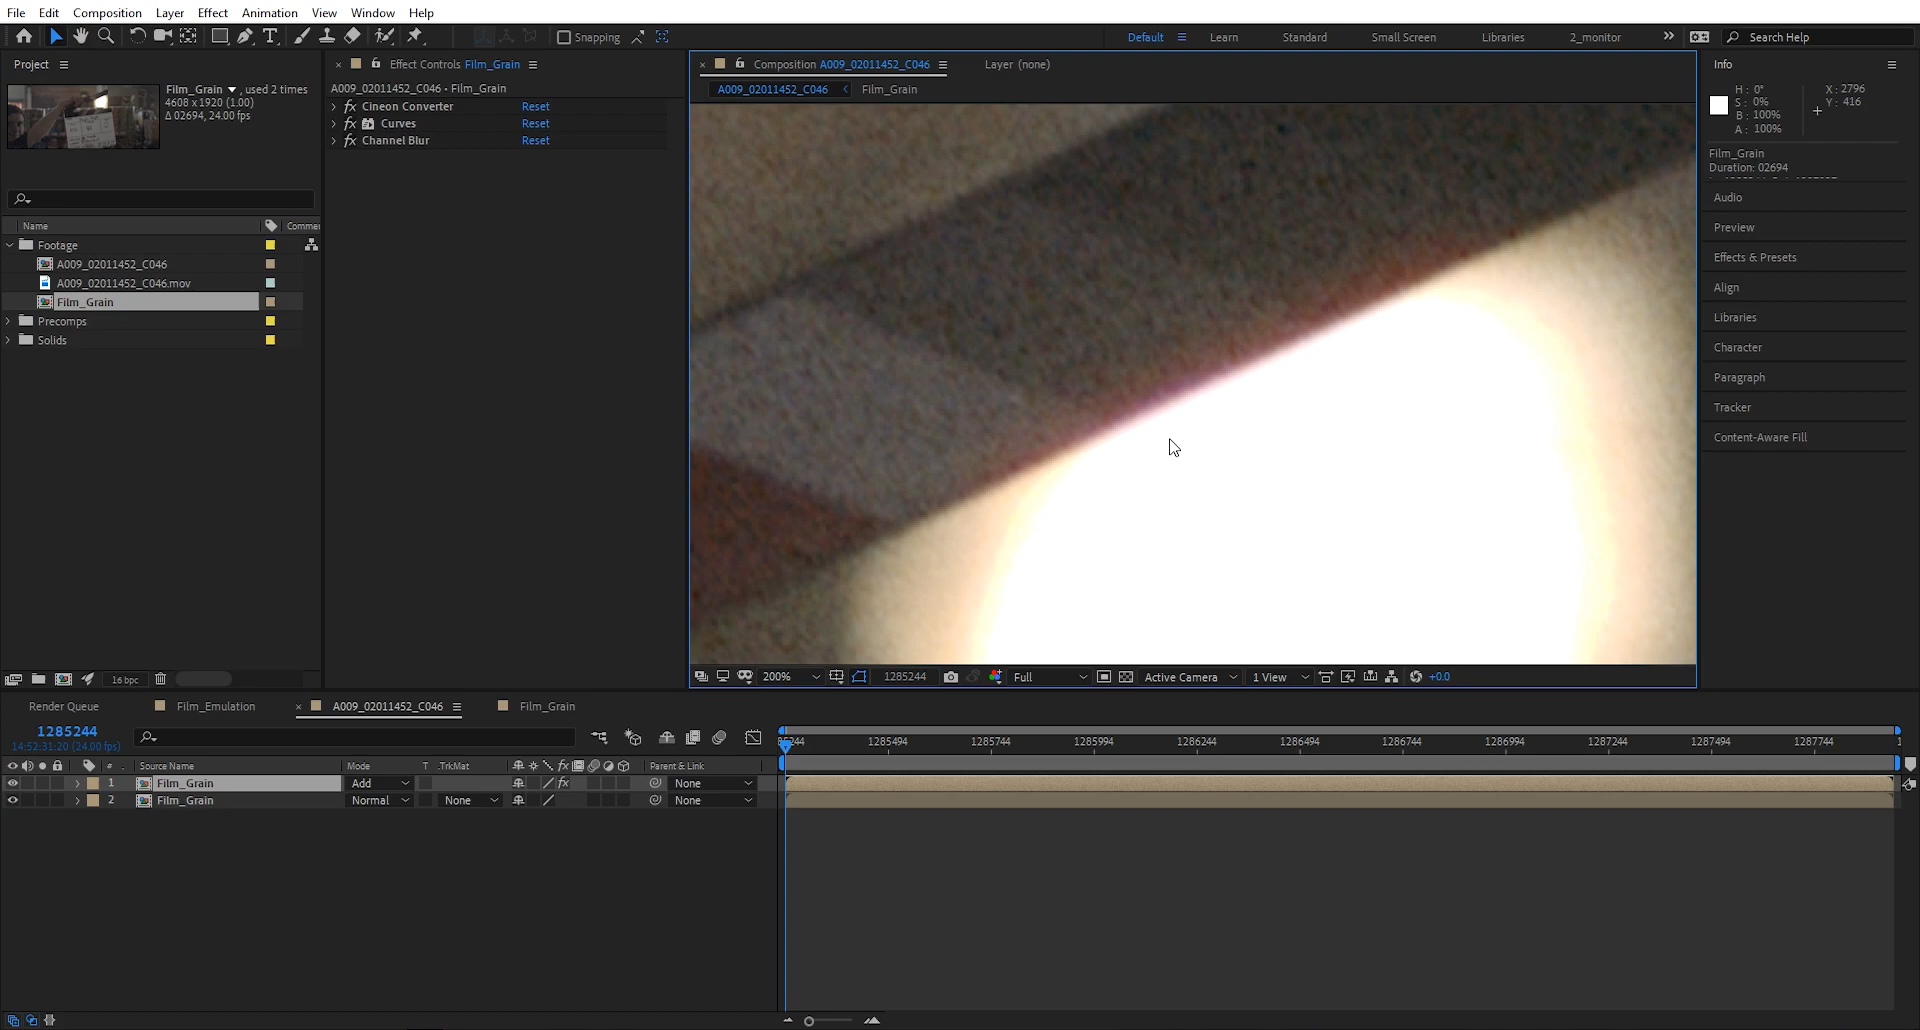 File Edit Composition Layer Effect Animation View Window Help
Snapping
Default Learn Standard Small Screen Libraries 2_monitor Search Help
Project
Film_Grain , used 2 times
4608 x 1920 (1.00)
Δ 02694, 24.00 fps
Name Comme
Footage
A009_02011452_C046
A009_02011452_C046.mov
Film_Grain
Precomps
Solids
16 bpc
Effect Controls Film_Grain
A009_02011452_C046 • Film_Grain
fx Cineon Converter Reset
fx Curves Reset
fx Channel Blur Reset
Composition A009_02011452_C046 Layer (none)
A009_02011452_C046 Film_Grain
200% 1285244 Full Active Camera 1 View +0.0
Info
H : 0° X : 2796
S : 0% Y : 416
B : 100%
A : 100%
Film_Grain
Duration: 02694
Audio
Preview
Effects & Presets
Align
Libraries
Character
Paragraph
Tracker
Content-Aware Fill
Render Queue Film_Emulation A009_02011452_C046 Film_Grain
1285244
14:52:31:20 (24.00 fps)
1285494 1285744 1285994 1286244 1286494 1286744 1286994 1287244 1287494 1287744
# Source Name Mode T .TrkMat fx Parent & Link
1 Film_Grain Add fx None
2 Film_Grain Normal None None